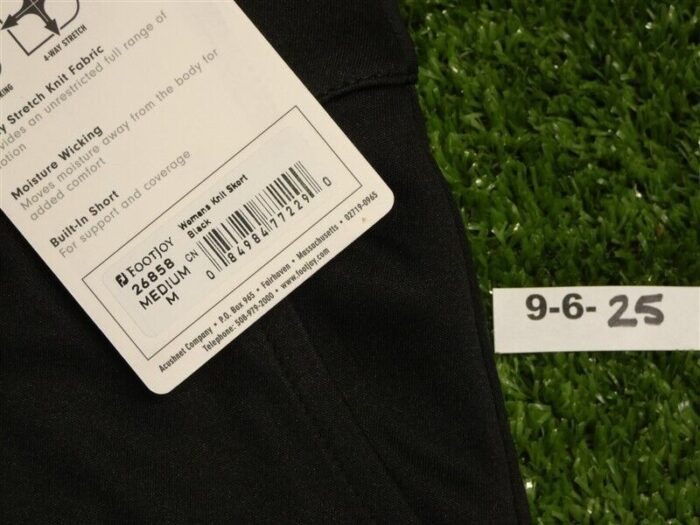 KING
4-WAY STRETCH
y Stretch Knit Fabric
vides an unrestricted full range of
otion
Moisture Wicking
Moves moisture away from the body for
added comfort
Built-In Short
For support and coverage
FOOTJOY
26858
MEDIUM
M
CN
Womens Knit Skort
Black
0 84984 77229 0
Acushnet Company • P.O. Box 965 • Fairhaven • Massachusetts • 02719-0965
Telephone: 508-979-2000 • www.footjoy.com
9-6-25